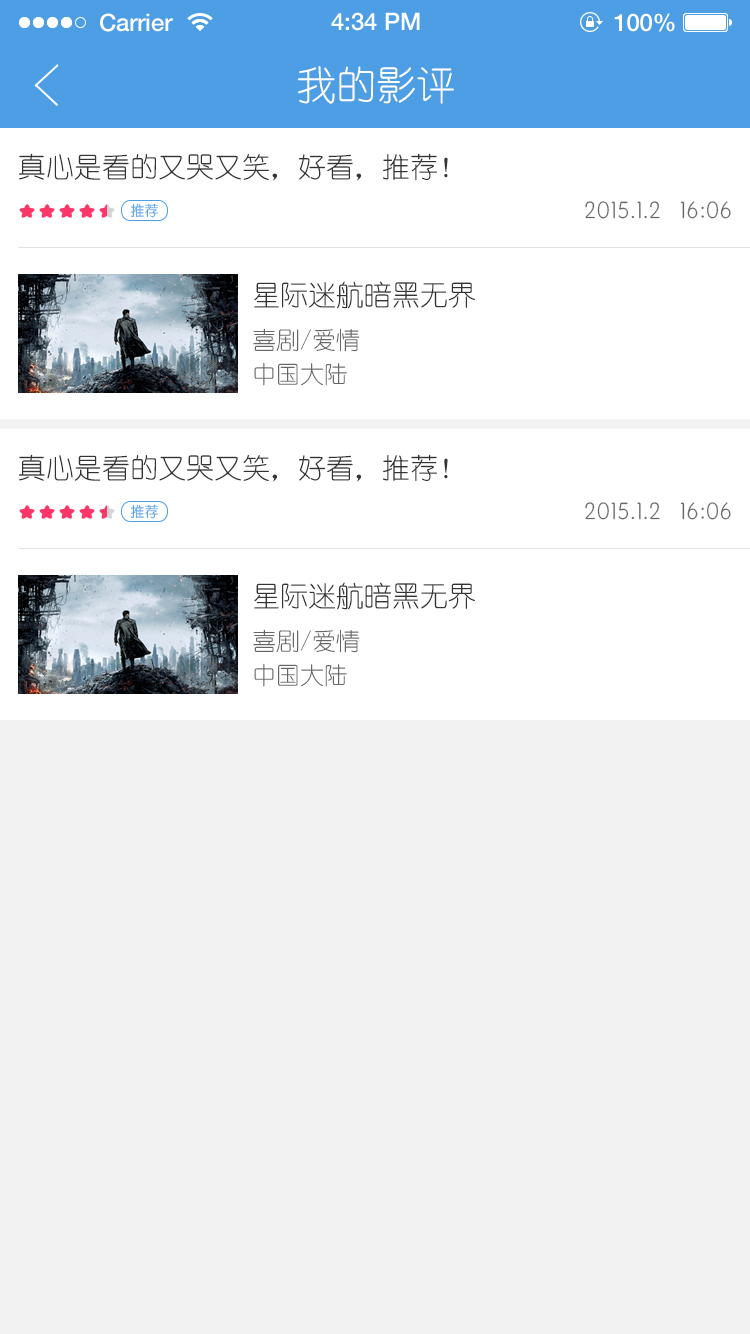 Carrier 4:34 PM 100%
我的影评
真心是看的又哭又笑，好看，推荐！
推荐 2015.1.2 16:06
星际迷航暗黑无界
喜剧/爱情
中国大陆
真心是看的又哭又笑，好看，推荐！
推荐 2015.1.2 16:06
星际迷航暗黑无界
喜剧/爱情
中国大陆